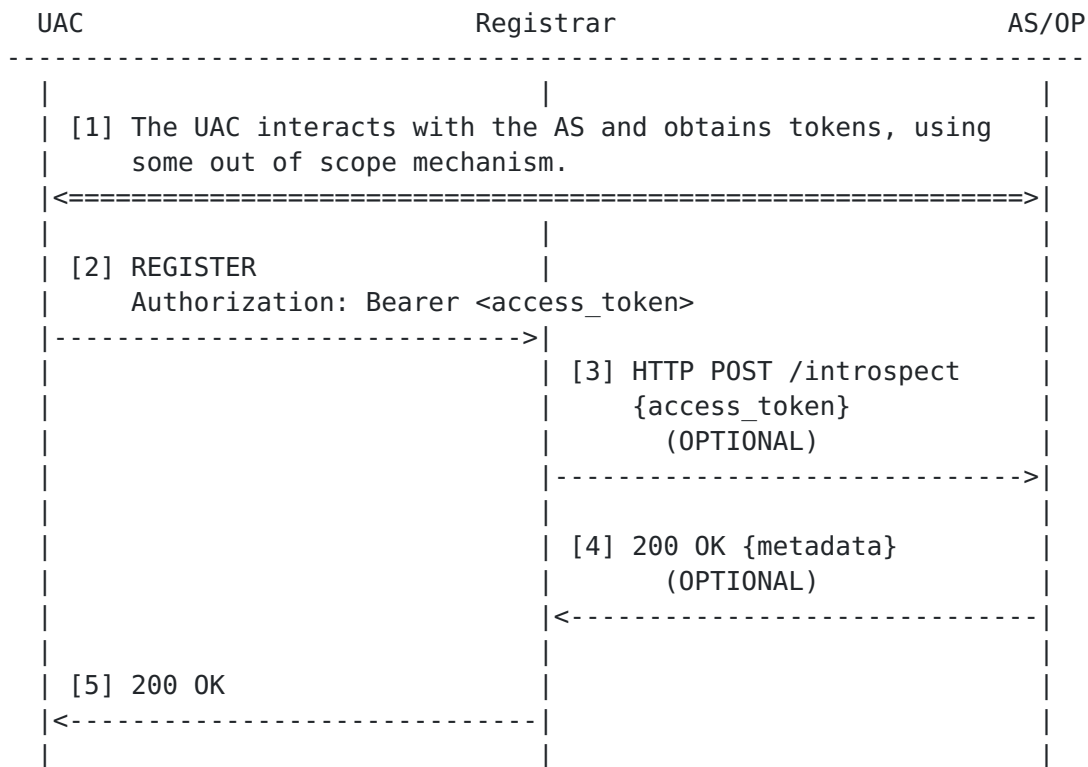 UAC Registrar AS/OP
[1] The UAC interacts with the AS and obtains tokens, using
some out of scope mechanism.
[2] REGISTER
Authorization: Bearer <access_token>
[3] HTTP POST /introspect
{access_token}
(OPTIONAL)
[4] 200 OK {metadata}
(OPTIONAL)
[5] 200 OK